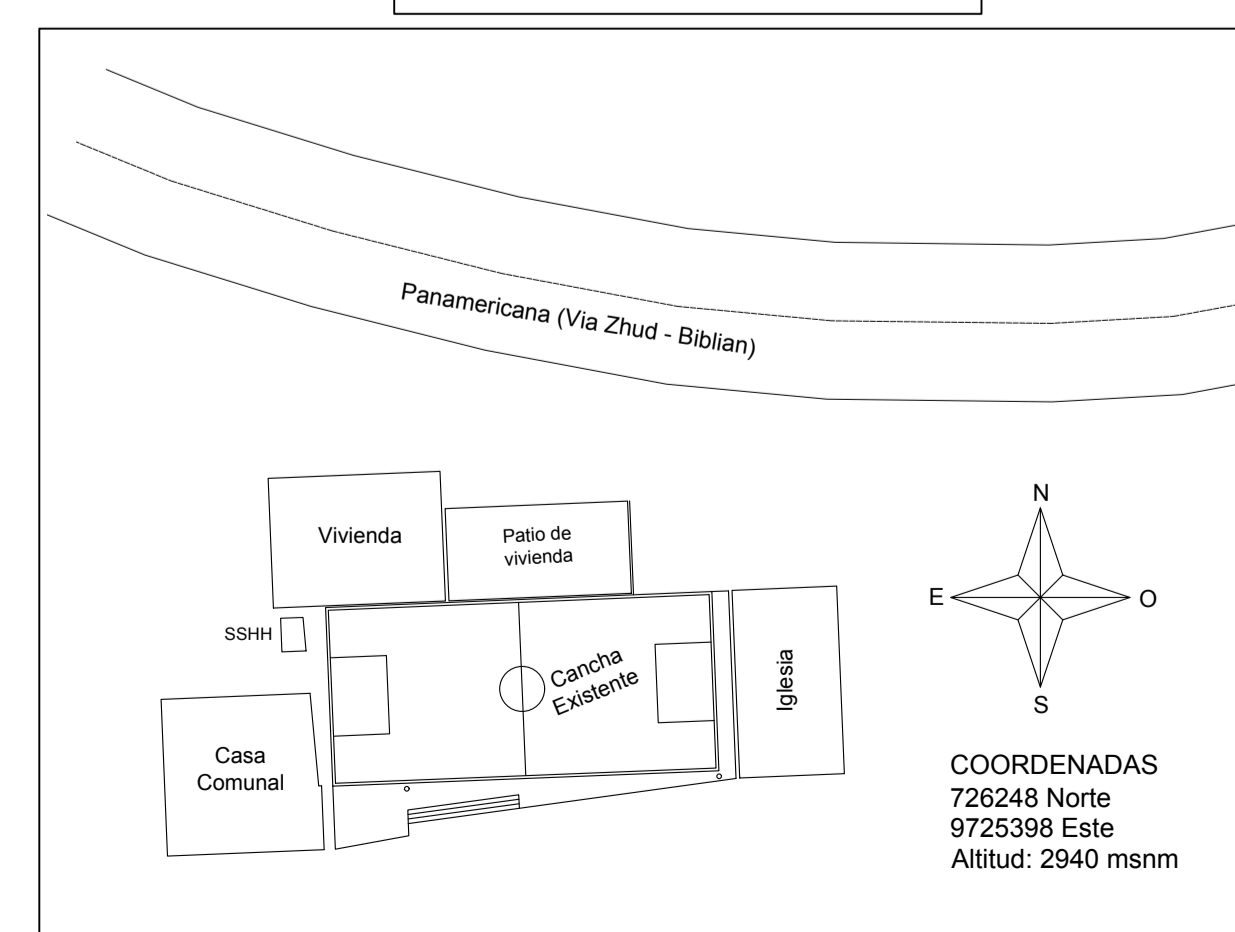 Panamericana (Via Zhud - Biblian)
Vivienda
Patio de
vivienda
SSHH
Cancha
Existente
Iglesia
Casa
Comunal
N
E
O
S
COORDENADAS
726248 Norte
9725398 Este
Altitud: 2940 msnm